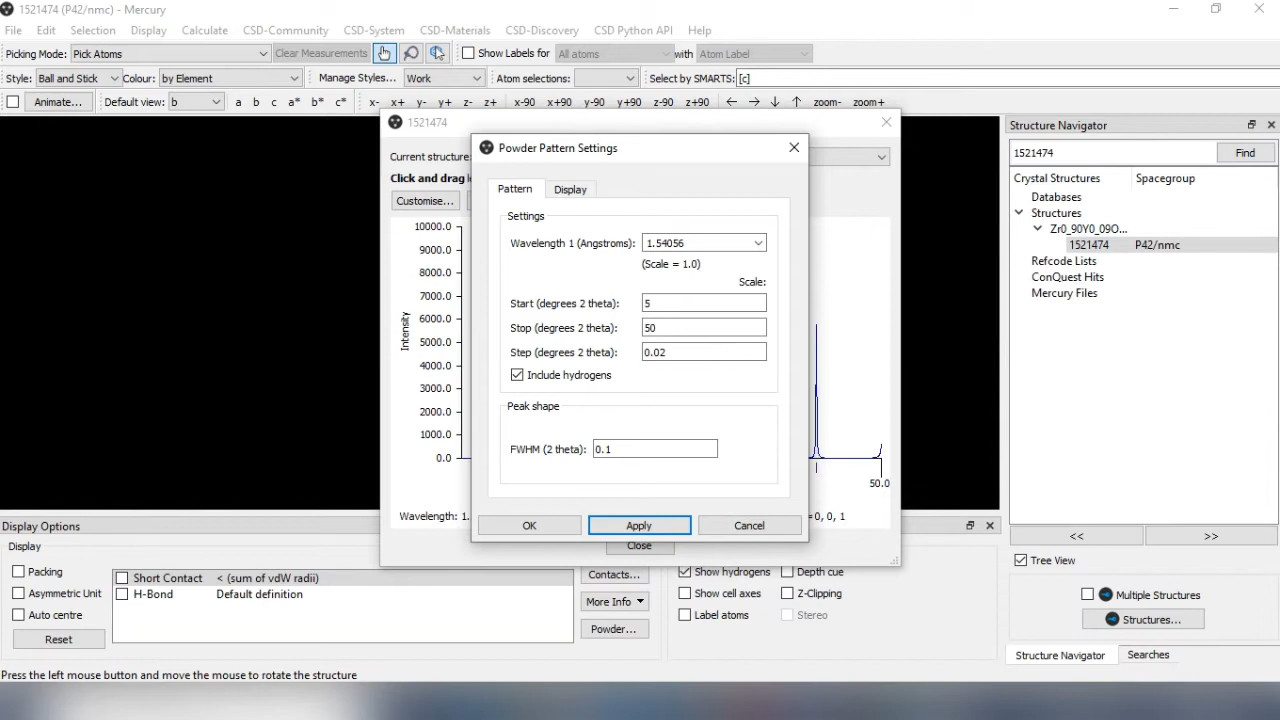 1521474 (P42/nmc) - Mercury
File Edit Selection Display Calculate CSD-Community CSD-System CSD-Materials CSD-Discovery CSD Python API Help
Picking Mode: Pick Atoms Clear Measurements Show Labels for All atoms with Atom Label
Style: Ball and Stick Colour: by Element Manage Styles... Work Atom selections: Select by SMARTS: [c]
Animate... Default view: b a b c a* b* c* x- x+ y- y+ z- z+ x-90 x+90 y-90 y+90 z-90 z+90 zoom- zoom+
1521474
Current structure:
Click and drag
Customise...
Intensity
10000.0
9000.0
8000.0
7000.0
6000.0
5000.0
4000.0
3000.0
2000.0
1000.0
0.0
50.0
Wavelength: 1.
=0, 0, 1
Close
Powder Pattern Settings
Pattern Display
Settings
Wavelength 1 (Angstroms): 1.54056
(Scale = 1.0)
Scale:
Start (degrees 2 theta): 5
Stop (degrees 2 theta): 50
Step (degrees 2 theta): 0.02
Include hydrogens
Peak shape
FWHM (2 theta): 0.1
OK Apply Cancel
Structure Navigator
1521474 Find
Crystal Structures Spacegroup
Databases
Structures
Zr0_90Y0_09O...
1521474 P42/nmc
Refcode Lists
ConQuest Hits
Mercury Files
<< >>
Tree View
Multiple Structures
Structures...
Structure Navigator Searches
Display Options
Display
Packing
Asymmetric Unit
Auto centre
Reset
Short Contact < (sum of vdW radii)
H-Bond Default definition
Contacts...
More Info
Powder...
Show hydrogens Depth cue
Show cell axes Z-Clipping
Label atoms Stereo
Press the left mouse button and move the mouse to rotate the structure